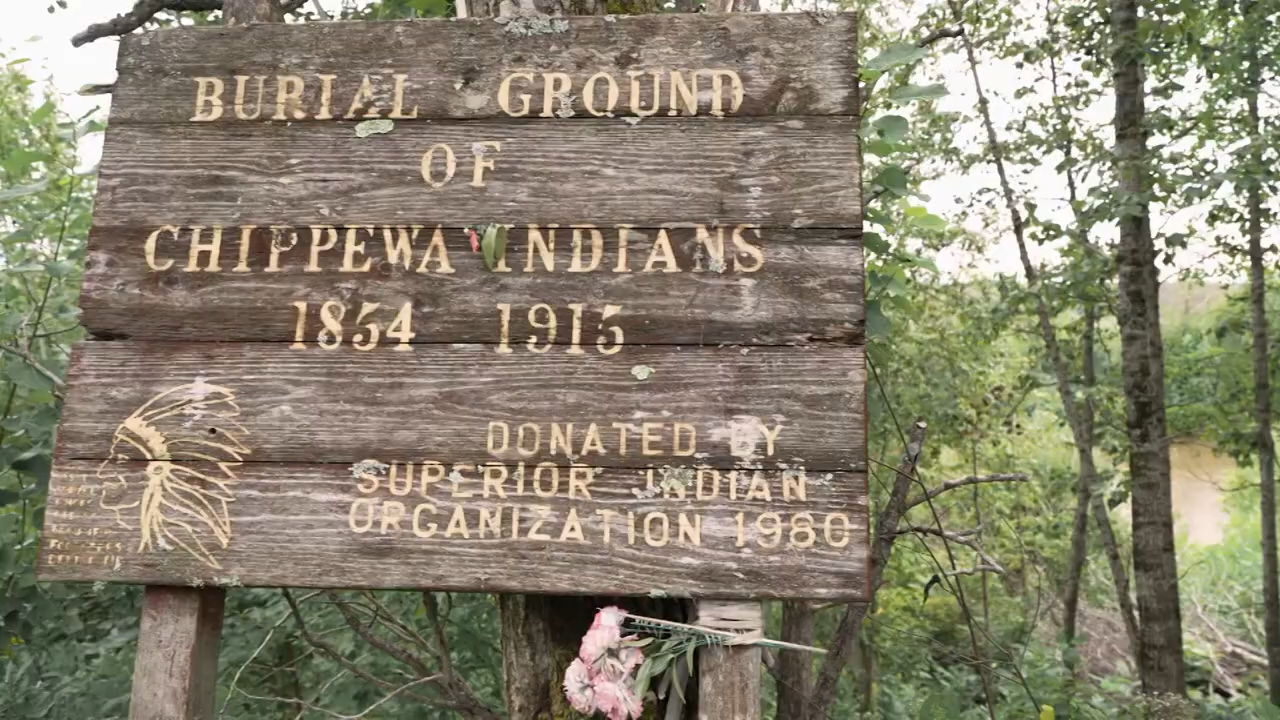 BURIAL GROUND
OF
CHIPPEWA INDIANS
1854 1915
DONATED BY
SUPERIOR INDIAN
ORGANIZATION 1980